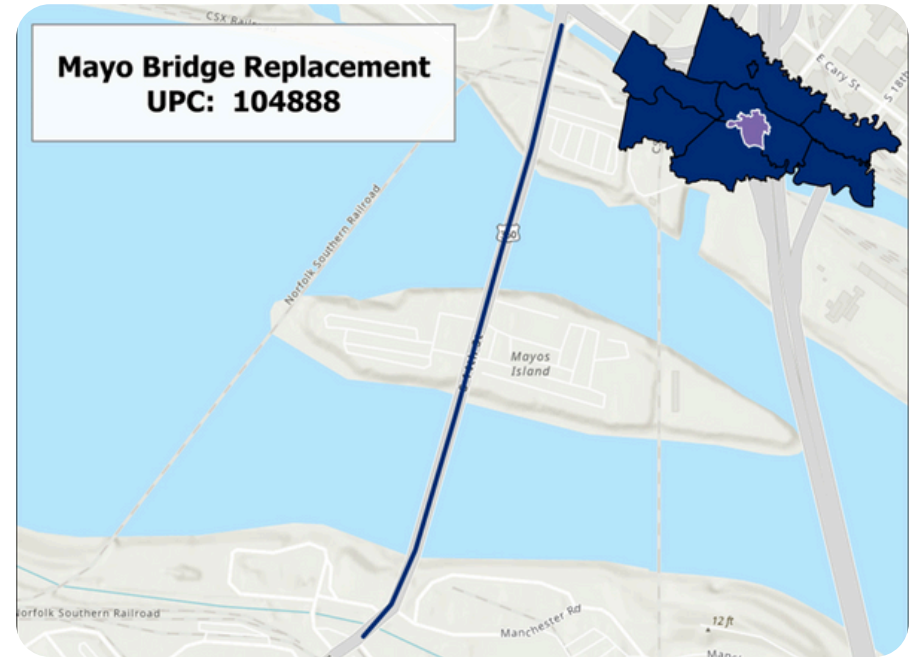 CSX Rail
Mayo Bridge Replacement
UPC: 104888
E Cary St
S 18th
Norfolk Southern Railroad
Mayos
Island
Norfolk Southern Railroad
Manchester Rd
12 ft